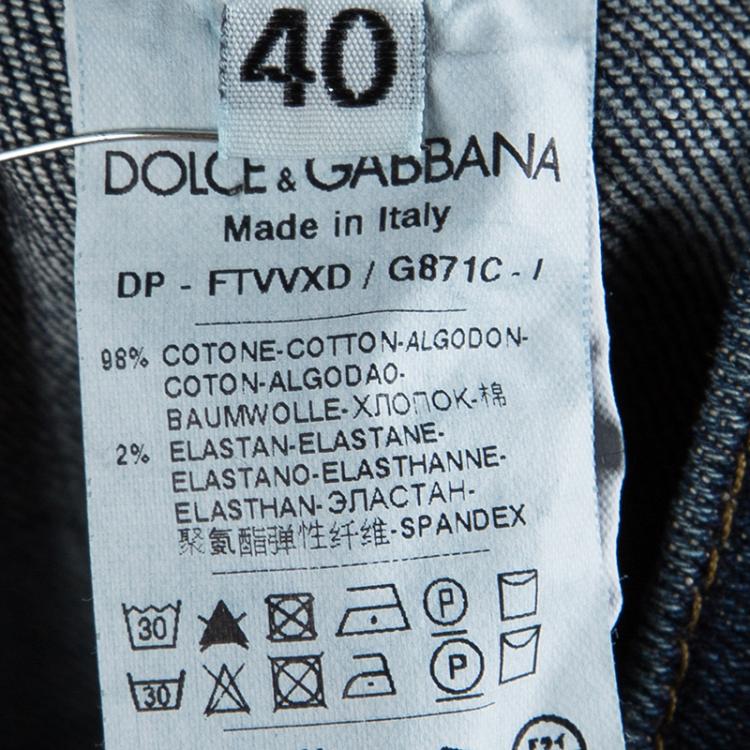 40
DOLCE & GABBANA
Made in Italy
DP - FTVVXD / G871C - I
98% COTONE-COTTON-ALGODON-
COTON-ALGODAO-
BAUMWOLLE-ХЛОПОК-棉
2% ELASTAN-ELASTANE-
ELASTANO-ELASTHANNE-
ELASTHAN-ЭЛАСТАН-
聚氨酯弹性纤维-SPANDEX
30 P
30 P